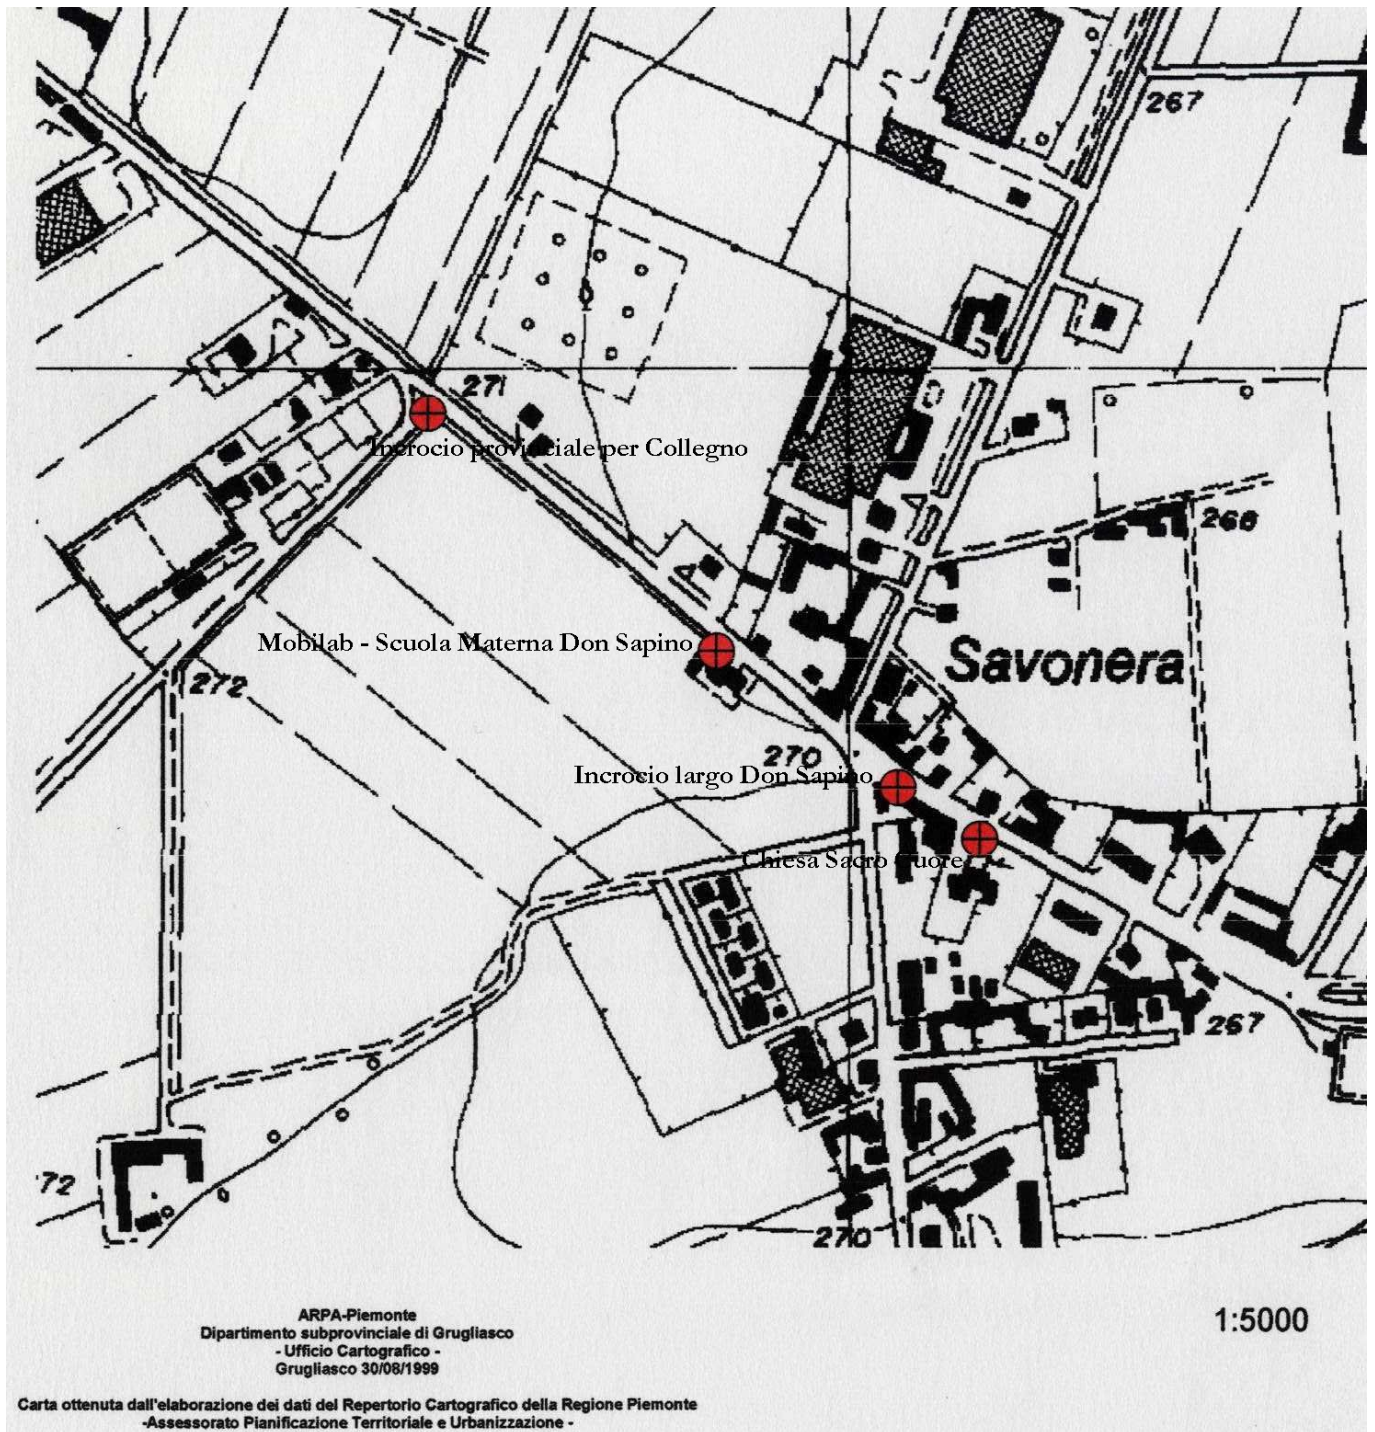 267
271
Incrocio provinciale per Collegno
266
Mobilab - Scuola Materna Don Sapino
Savonera
272
270
Incrocio largo Don Sapino
Chiesa Sacro Cuore
267
72
270
ARPA-Piemonte
1:5000
Dipartimento subprovinciale di Grugliasco
- Ufficio Cartografico -
Grugliasco 30/08/1999
Carta ottenuta dall'elaborazione dei dati del Repertorio Cartografico della Regione Piemonte
-Assessorato Pianificazione Territoriale e Urbanizzazione -